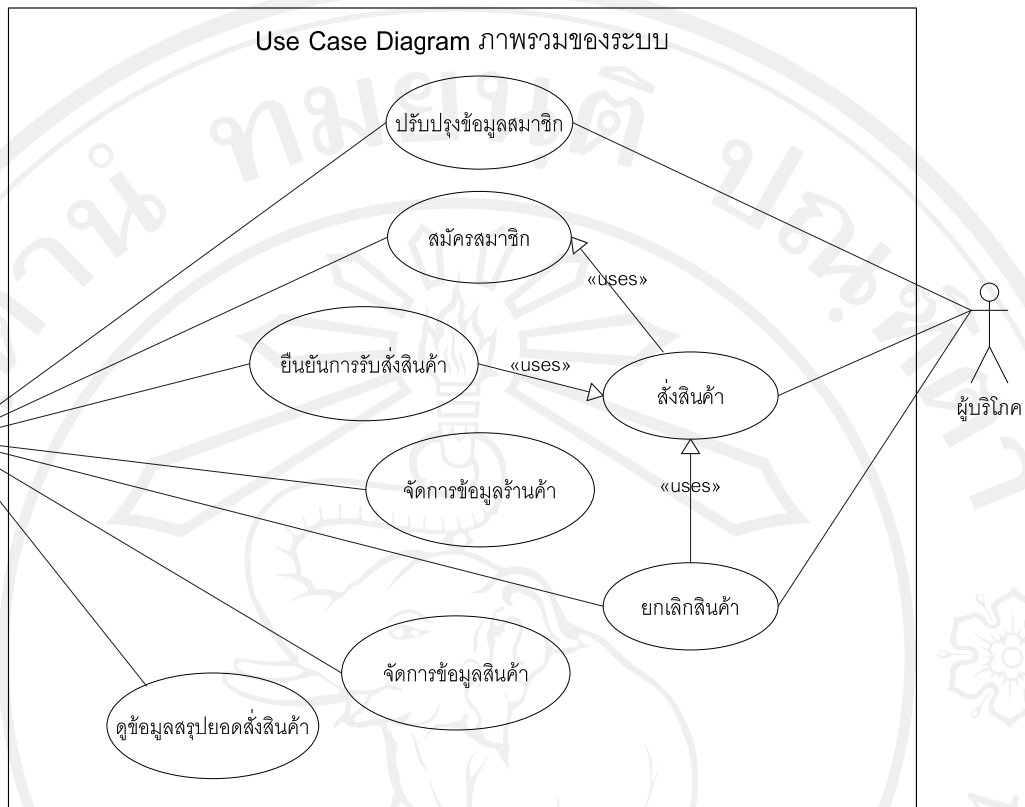 Use Case Diagram ภาพรวมของระบบ
ปรับปรุงข้อมูลสมาชิก
สมัครสมาชิก
«uses»
ยืนยันการรับสั่งสินค้า
«uses»
สั่งสินค้า
ผู้บริโภค
จัดการข้อมูลร้านค้า
«uses»
ยกเลิกสินค้า
จัดการข้อมูลสินค้า
ดูข้อมูลสรุปยอดสั่งสินค้า